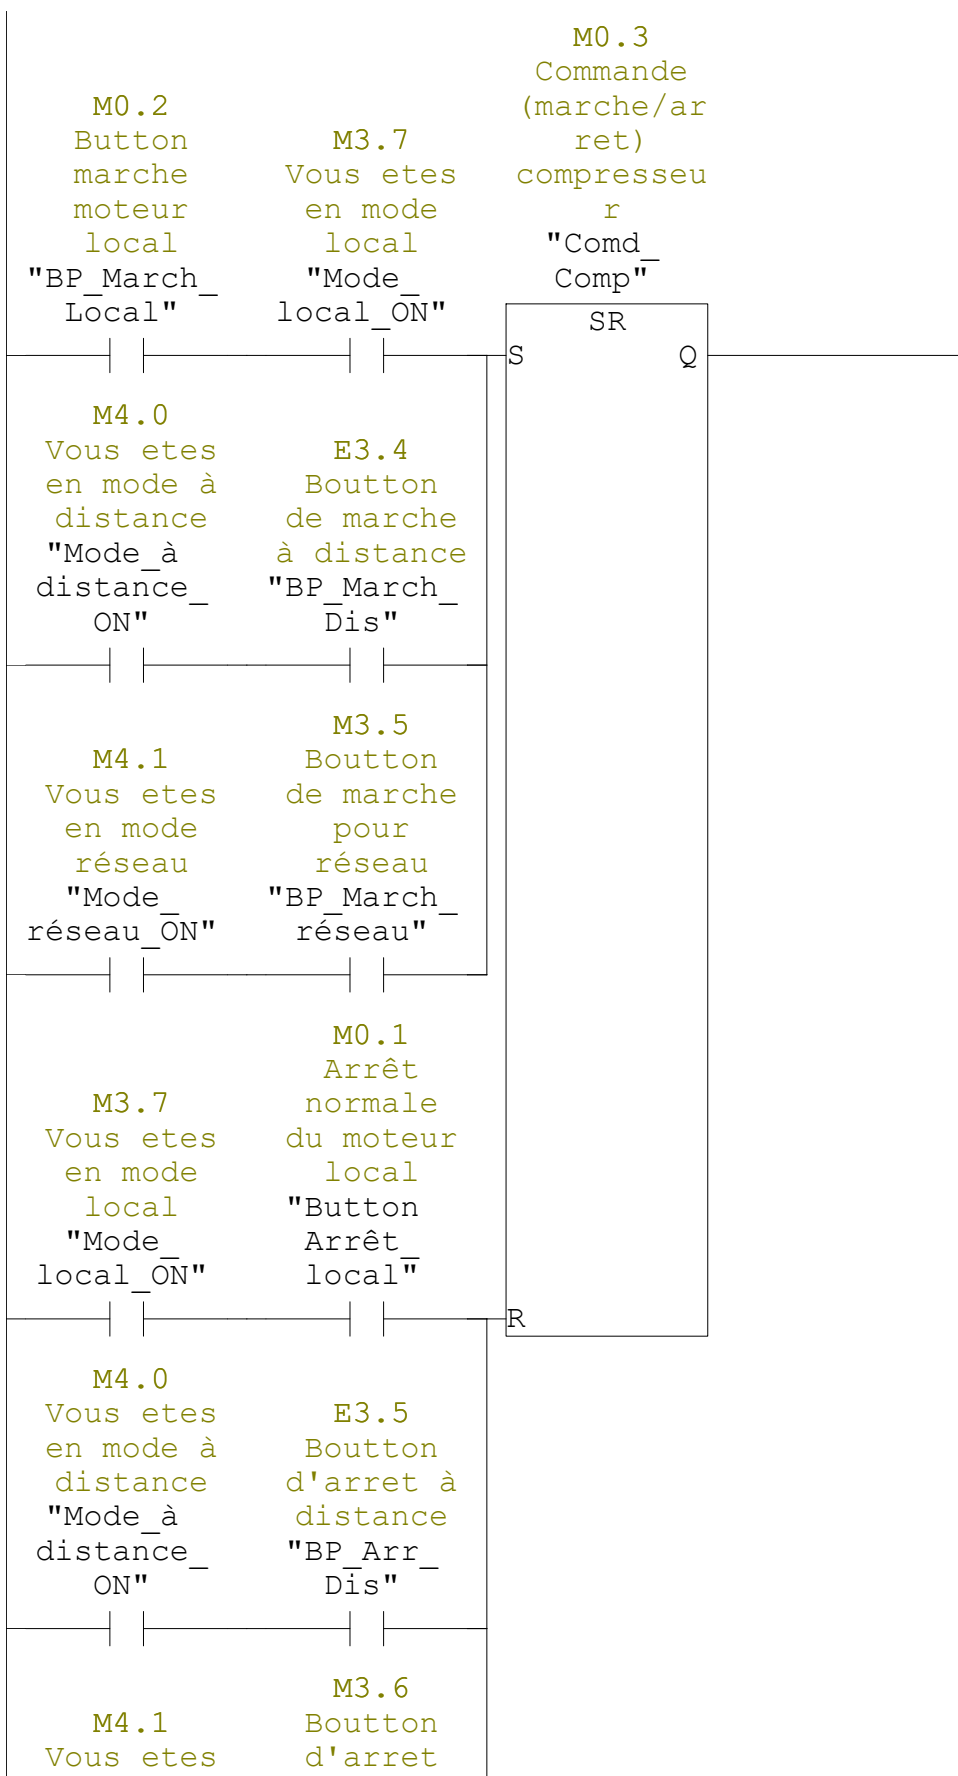 M0.3
Commande
(marche/ar
ret)
compresseu
r
"Comd_
Comp"
M0.2
Button
marche
moteur
local
"BP_March_
Local"
M3.7
Vous etes
en mode
local
"Mode_
local_ON"
SR
S
Q
M4.0
Vous etes
en mode à
distance
"Mode_à
distance_
ON"
E3.4
Boutton
de marche
à distance
"BP_March_
Dis"
M4.1
Vous etes
en mode
réseau
"Mode_
réseau_ON"
M3.5
Boutton
de marche
pour
réseau
"BP_March_
réseau"
M3.7
Vous etes
en mode
local
"Mode_
local_ON"
M0.1
Arrêt
normale
du moteur
local
"Button
Arrêt_
local"
R
M4.0
Vous etes
en mode à
distance
"Mode_à
distance_
ON"
E3.5
Boutton
d'arret à
distance
"BP_Arr_
Dis"
M4.1
Vous etes
M3.6
Boutton
d'arret